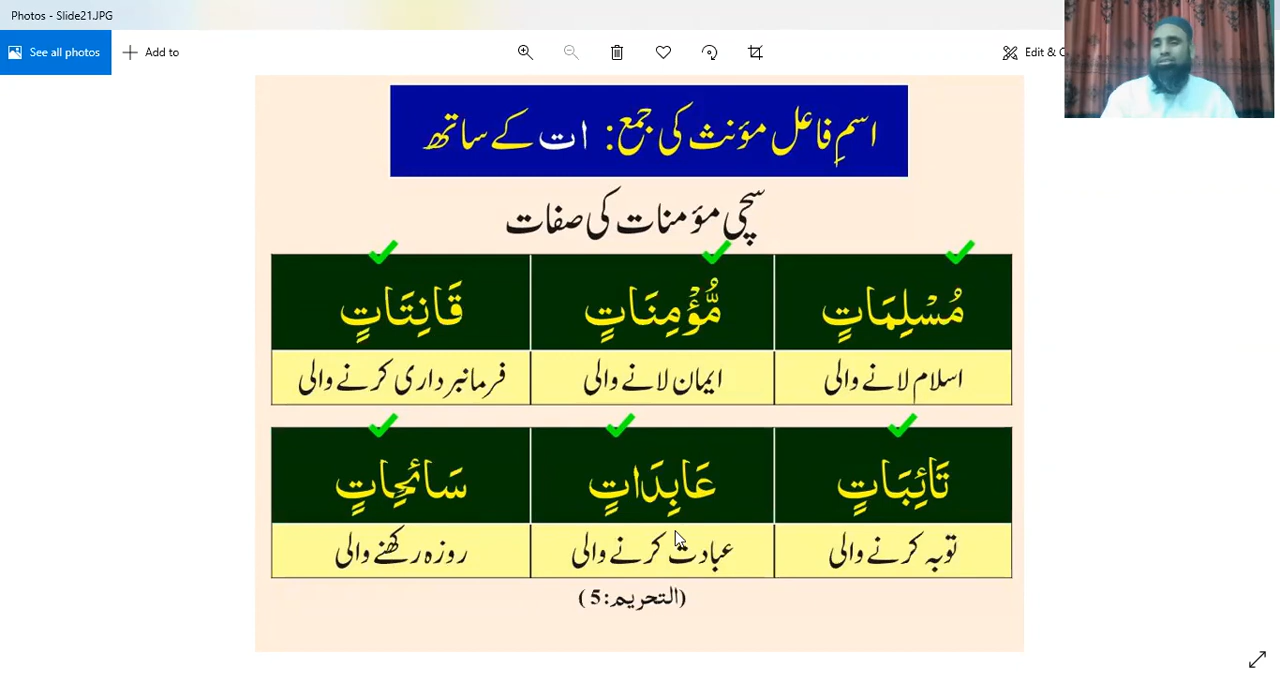 Photos - Slide21.JPG
See all photos
Add to
Edit & C
اسمِ فاعل مؤنث کی جمع: ات کے ساتھ
سچی مؤمنات کی صفات
مُسْلِمَاتٍ مُّؤْمِنَاتٍ قَانِتَاتٍ
اسلام لانے والی ایمان لانے والی فرمانبرداری کرنے والی
تَائِبَاتٍ عَابِدَاتٍ سَائِحَاتٍ
توبہ کرنے والی عبادت کرنے والی روزہ رکھنے والی
(التحریم: 5)